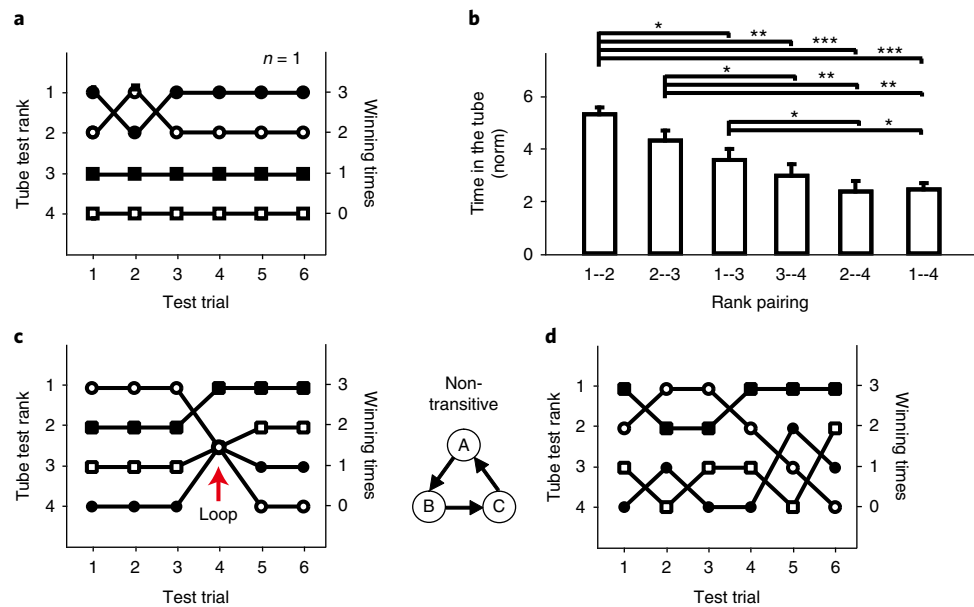 a
n = 1
Tube test rank
1
2
3
4
3
2
1
0
Winning times
1 2 3 4 5 6
Test trial
b
* ** *** ***
* ** **
* *
Time in the tube
(norm)
6
4
2
0
1--2 2--3 1--3 3--4 2--4 1--4
Rank pairing
c
Tube test rank
1
2
3
4
3
2
1
0
Winning times
Loop
1 2 3 4 5 6
Test trial
Non-
transitive
A
B C
d
Tube test rank
1
2
3
4
3
2
1
0
Winning times
1 2 3 4 5 6
Test trial